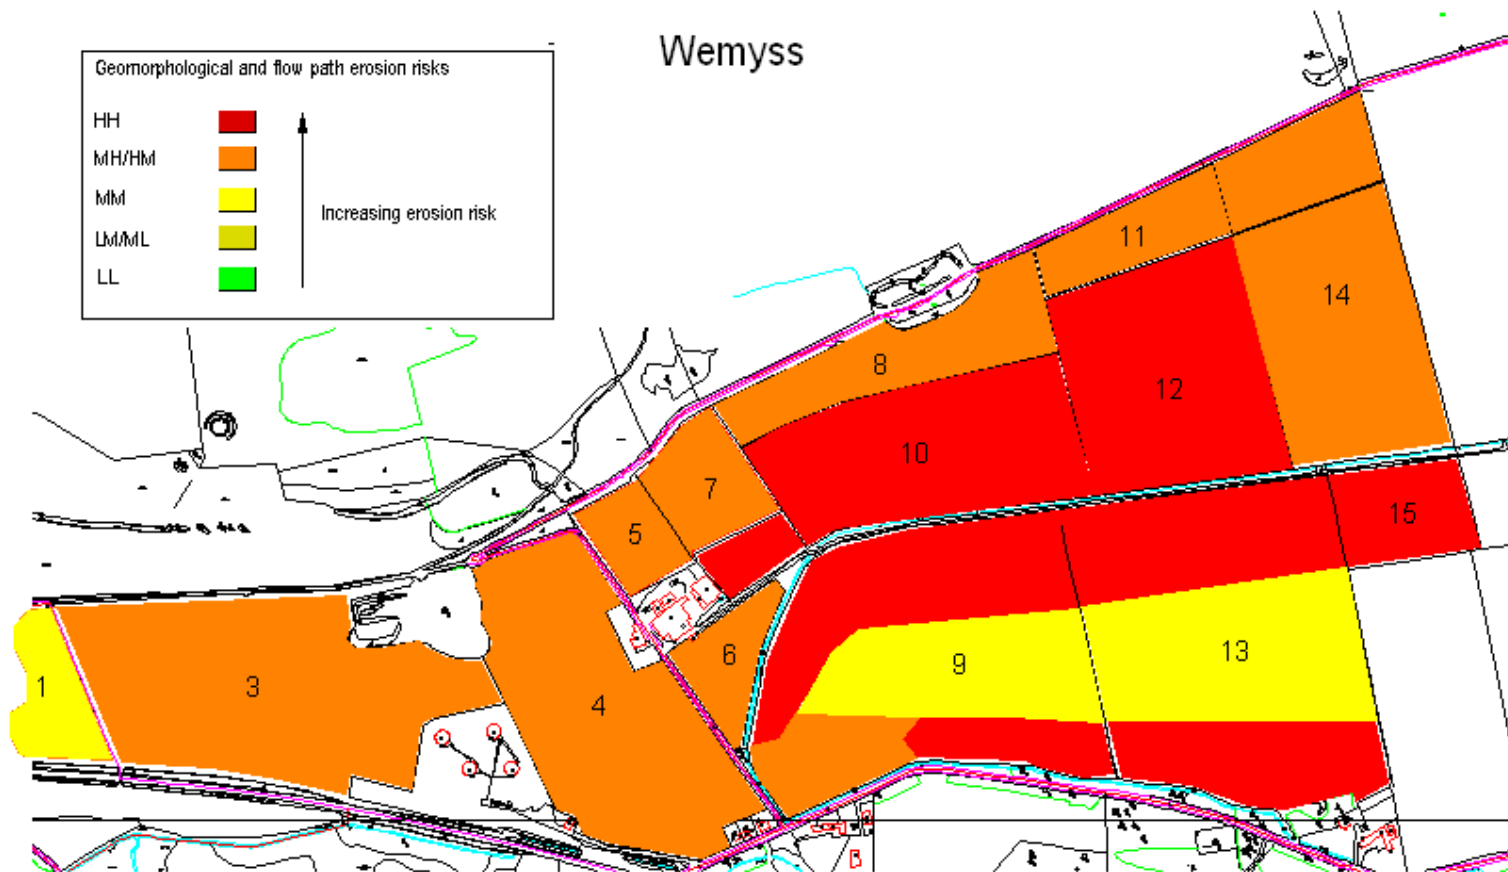 Wemyss
Geomorphological and flow path erosion risks
HH
MH/HM
MM
LM/ML
LL
Increasing erosion risk
11
14
8
12
10
7
5
15
6
9
13
1
3
4